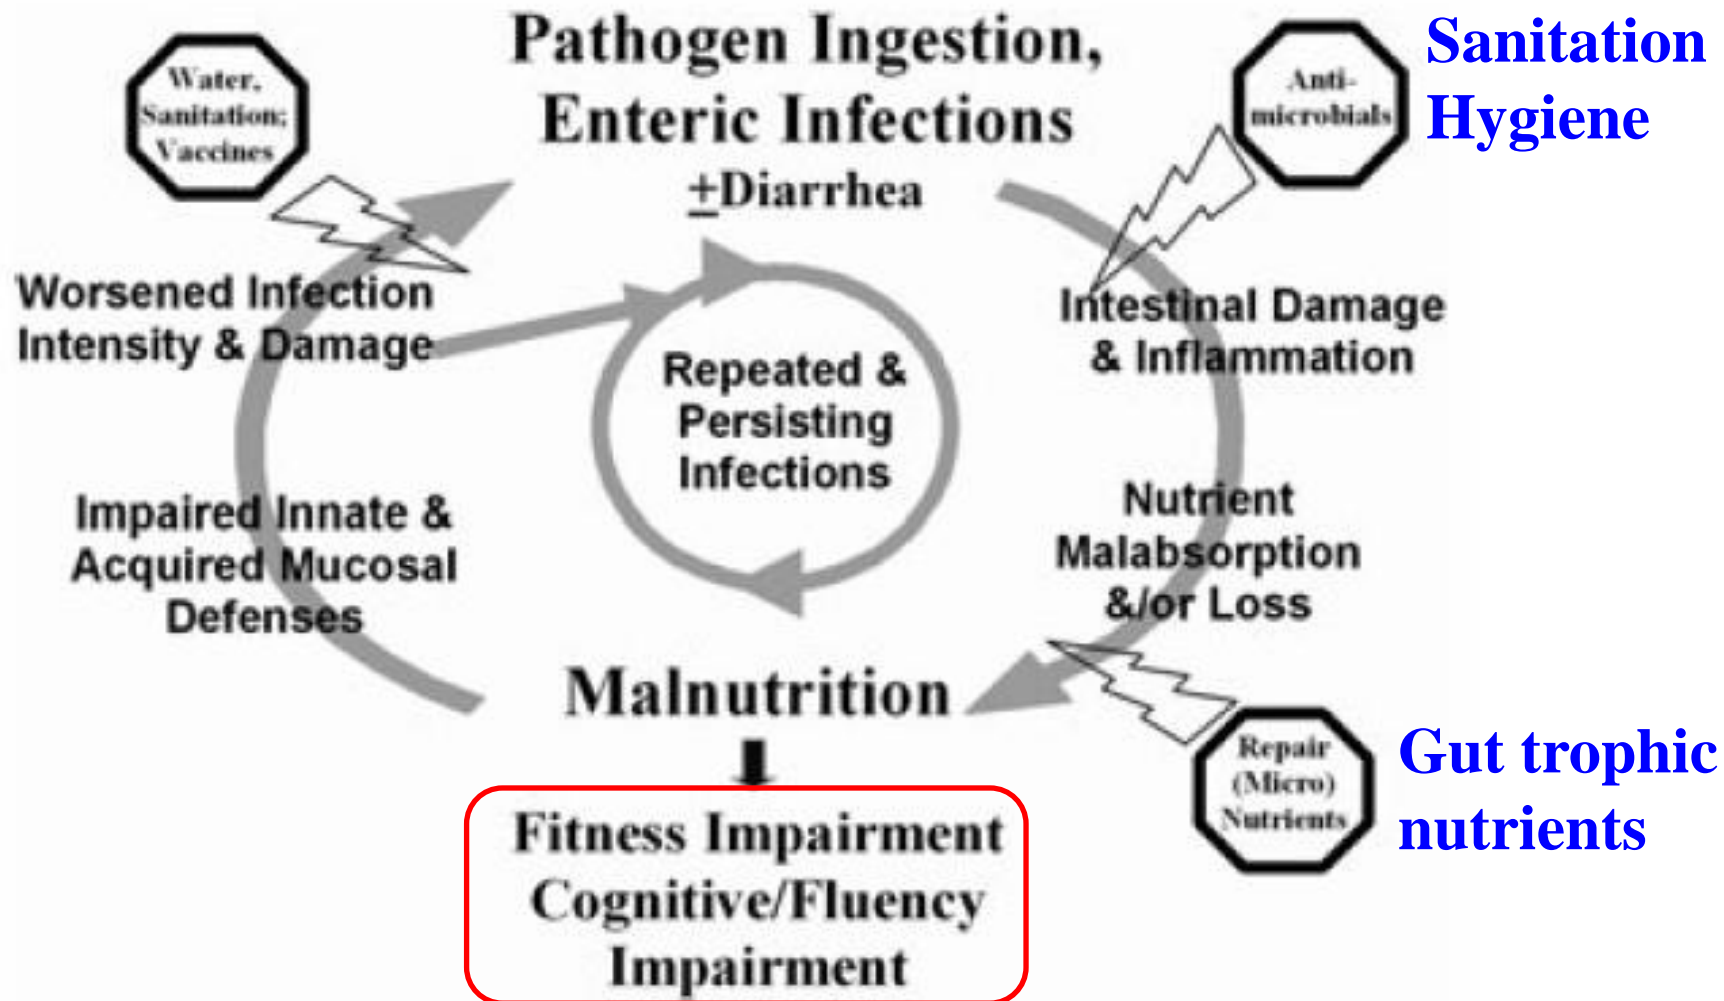 Pathogen Ingestion,
Enteric Infections
±Diarrhea
Water,
Sanitation;
Vaccines
Anti-
microbials
Sanitation
Hygiene
Worsened Infection
Intensity & Damage
Intestinal Damage
& Inflammation
Repeated &
Persisting
Infections
Impaired Innate &
Acquired Mucosal
Defenses
Nutrient
Malabsorption
&/or Loss
Malnutrition
Repair
(Micro)
Nutrients
Gut trophic
nutrients
Fitness Impairment
Cognitive/Fluency
Impairment